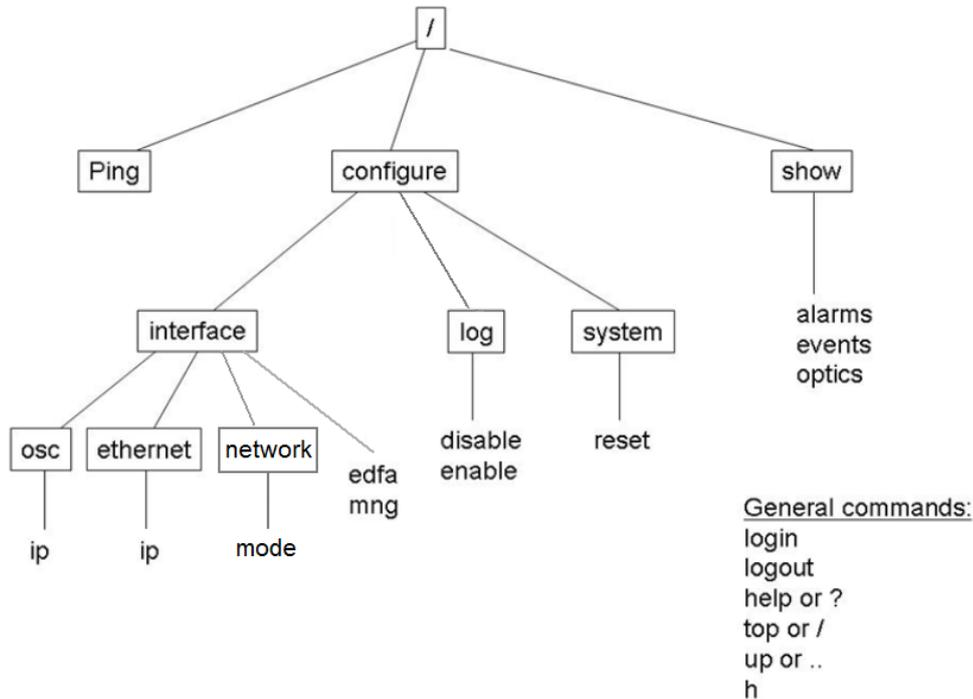 /
Ping
configure
show
interface
log
system
alarms
events
optics
osc
ethernet
network
edfa
mng
disable
enable
reset
ip
ip
mode
General commands:
login
logout
help or ?
top or /
up or ..
h